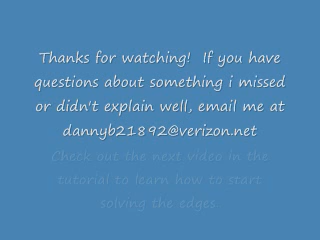 Thanks for watching!  If you have
questions about something i missed
or didn't explain well, email me at
dannyb21892@verizon.net
Check out the next video in the
tutorial to learn how to start
solving the edges